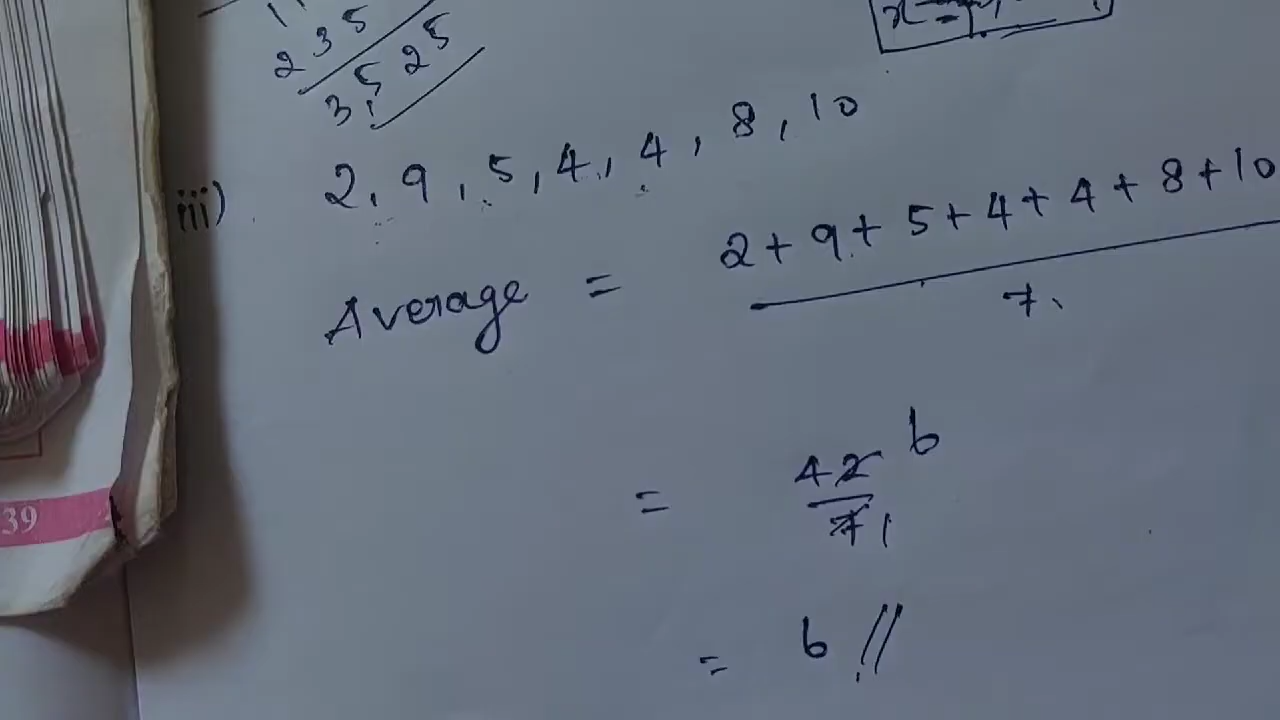 2 3 5
3 5 2 5
iii) 2, 9, 5, 4, 4, 8, 10
Average = 2 + 9 + 5 + 4 + 4 + 8 + 10
7
= 42 6
7 1
= 6 //
39